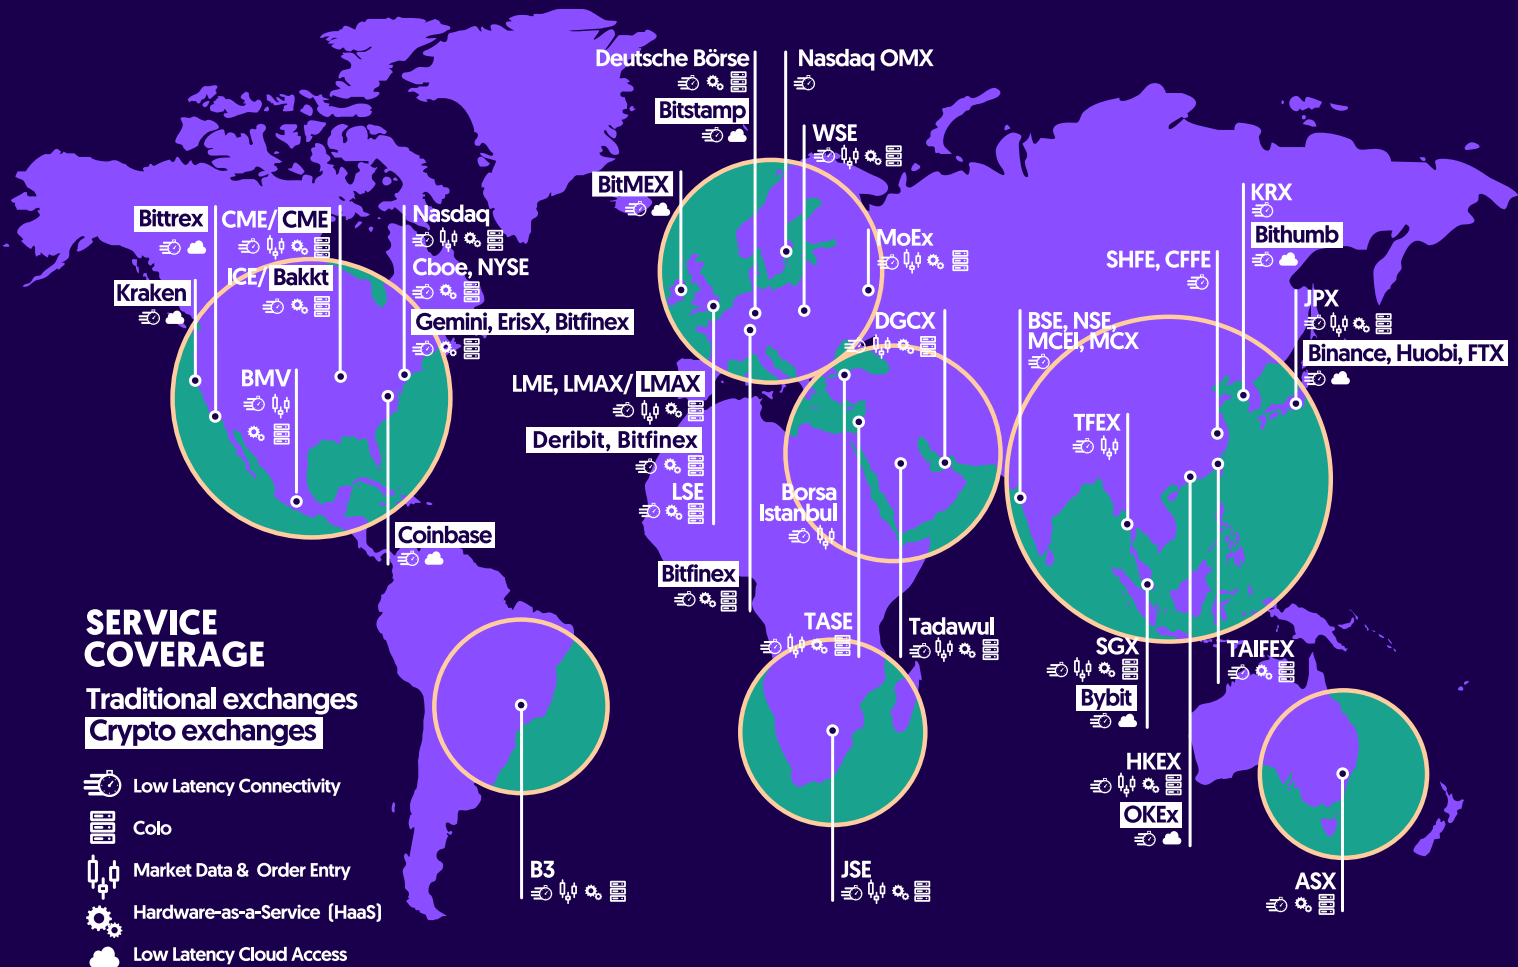 Deutsche Börse
Nasdaq OMX
Bitstamp
WSE
BitMEX
KRX
Bittrex
CME/ CME
Nasdaq
Bithumb
MoEx
SHFE, CFFE
Cboe, NYSE
ICE/ Bakkt
Kraken
JPX
Gemini, ErisX, Bitfinex
DGCX
BSE, NSE,
MCEI, MCX
Binance, Huobi, FTX
BMV
LME, LMAX/ LMAX
TFEX
Deribit, Bitfinex
LSE
Borsa
Istanbul
Coinbase
Bitfinex
TASE
Tadawul
SGX
TAIFEX
Bybit
HKEX
OKEx
B3
JSE
ASX
SERVICE
COVERAGE
Traditional exchanges
Crypto exchanges
Low Latency Connectivity
Colo
Market Data & Order Entry
Hardware-as-a-Service (HaaS)
Low Latency Cloud Access